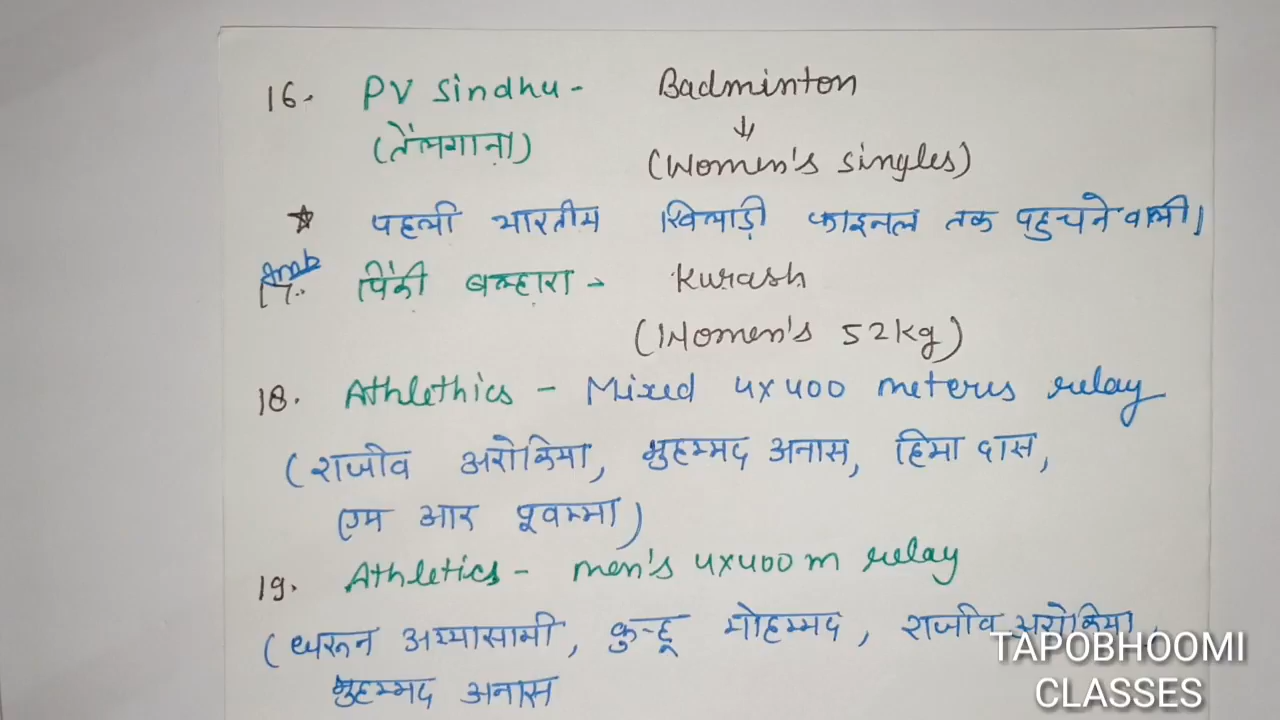 16. PV Sindhu - Badminton
↓
(तेंलगाना) (Women's singles)
☆ पहली भारतीय खिलाड़ी फाइनल तक पहुचने वाली।
17. पिंकी बल्हारा - Kurash
(Women's 52kg)
18. Athlethics - Mixed 4x400 meters relay
(राजीव अरोकिया, मुहम्मद अनास, हिमा दास,
एम आर पूवम्मा)
19. Athletics - men's 4x400m relay
(धरून अय्यासामी, कुन्हू मोहम्मद, राजीव अरोकिया,
मुहम्मद अनास
TAPOBHOOMI
CLASSES